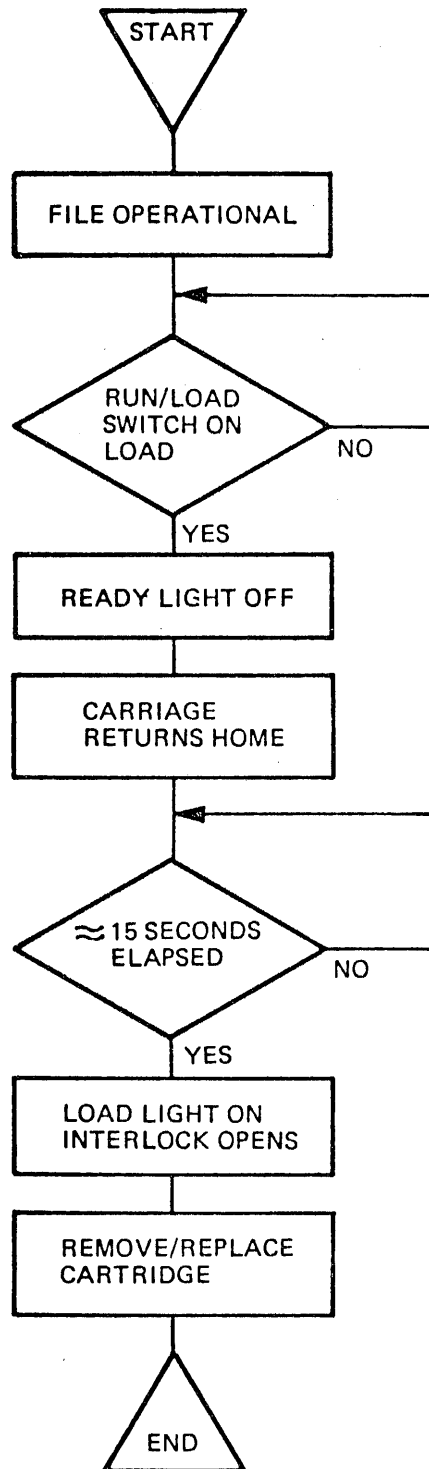 START
FILE OPERATIONAL
RUN/LOAD
SWITCH ON
LOAD
NO
YES
READY LIGHT OFF
CARRIAGE
RETURNS HOME
≈ 15 SECONDS
ELAPSED
NO
YES
LOAD LIGHT ON
INTERLOCK OPENS
REMOVE/REPLACE
CARTRIDGE
END